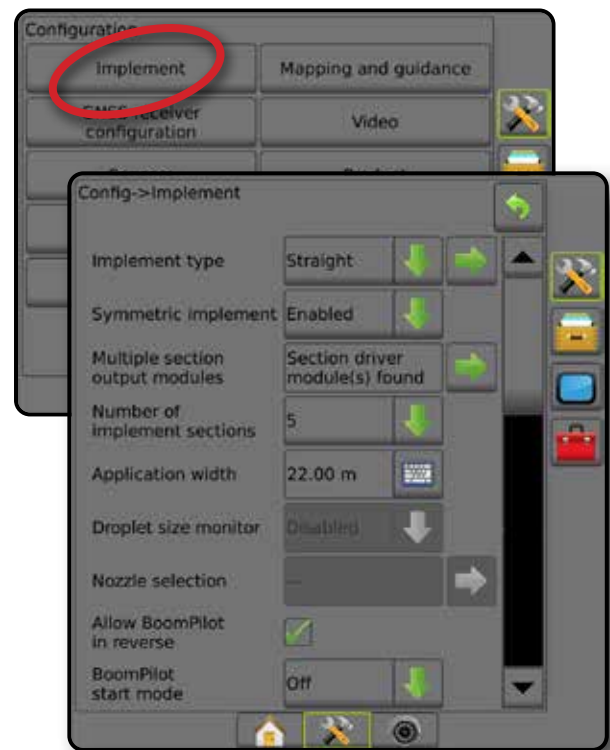 Configuration
Implement
Mapping and guidance
GNSS receiver
configuration
Video
Config->Implement
Implement type
Straight
Symmetric implement
Enabled
Multiple section
output modules
Section driver
module(s) found
Number of
implement sections
5
Application width
22.00 m
Droplet size monitor
Disabled
Nozzle selection
---
Allow BoomPilot
in reverse
BoomPilot
start mode
Off